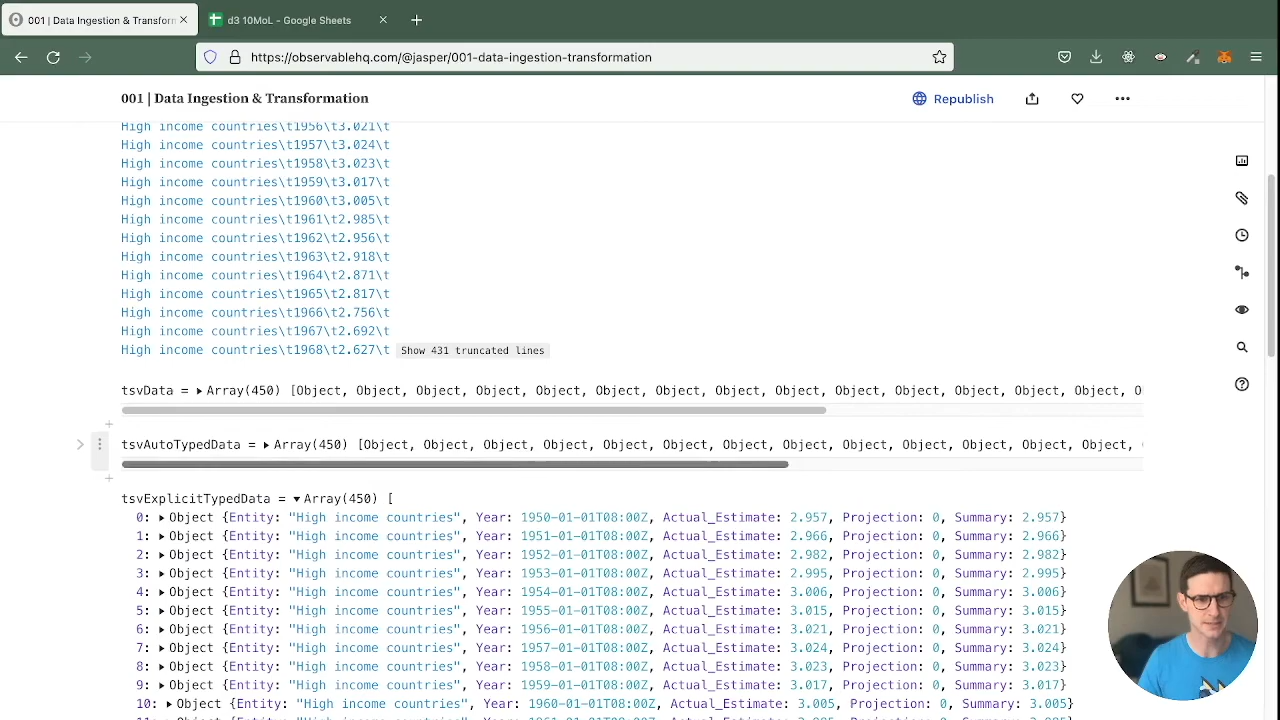 001 | Data Ingestion & Transform
d3 10MoL - Google Sheets
https://observablehq.com/@jasper/001-data-ingestion-transformation
001 | Data Ingestion & Transformation
Republish
High income countries\t1956\t3.021\t
High income countries\t1957\t3.024\t
High income countries\t1958\t3.023\t
High income countries\t1959\t3.017\t
High income countries\t1960\t3.005\t
High income countries\t1961\t2.985\t
High income countries\t1962\t2.956\t
High income countries\t1963\t2.918\t
High income countries\t1964\t2.871\t
High income countries\t1965\t2.817\t
High income countries\t1966\t2.756\t
High income countries\t1967\t2.692\t
High income countries\t1968\t2.627\t Show 431 truncated lines
tsvData = Array(450) [Object, Object, Object, Object, Object, Object, Object, Object, Object, Object, Object, Object, Object, Object, O
tsvAutoTypedData = Array(450) [Object, Object, Object, Object, Object, Object, Object, Object, Object, Object, Object, Object, Object,
tsvExplicitTypedData = Array(450) [
0: Object {Entity: "High income countries", Year: 1950-01-01T08:00Z, Actual_Estimate: 2.957, Projection: 0, Summary: 2.957}
1: Object {Entity: "High income countries", Year: 1951-01-01T08:00Z, Actual_Estimate: 2.966, Projection: 0, Summary: 2.966}
2: Object {Entity: "High income countries", Year: 1952-01-01T08:00Z, Actual_Estimate: 2.982, Projection: 0, Summary: 2.982}
3: Object {Entity: "High income countries", Year: 1953-01-01T08:00Z, Actual_Estimate: 2.995, Projection: 0, Summary: 2.995}
4: Object {Entity: "High income countries", Year: 1954-01-01T08:00Z, Actual_Estimate: 3.006, Projection: 0, Summary: 3.006}
5: Object {Entity: "High income countries", Year: 1955-01-01T08:00Z, Actual_Estimate: 3.015, Projection: 0, Summary: 3.015}
6: Object {Entity: "High income countries", Year: 1956-01-01T08:00Z, Actual_Estimate: 3.021, Projection: 0, Summary: 3.021}
7: Object {Entity: "High income countries", Year: 1957-01-01T08:00Z, Actual_Estimate: 3.024, Projection: 0, Summary: 3.024}
8: Object {Entity: "High income countries", Year: 1958-01-01T08:00Z, Actual_Estimate: 3.023, Projection: 0, Summary: 3.023}
9: Object {Entity: "High income countries", Year: 1959-01-01T08:00Z, Actual_Estimate: 3.017, Projection: 0, Summary: 3.017}
10: Object {Entity: "High income countries", Year: 1960-01-01T08:00Z, Actual_Estimate: 3.005, Projection: 0, Summary: 3.005}